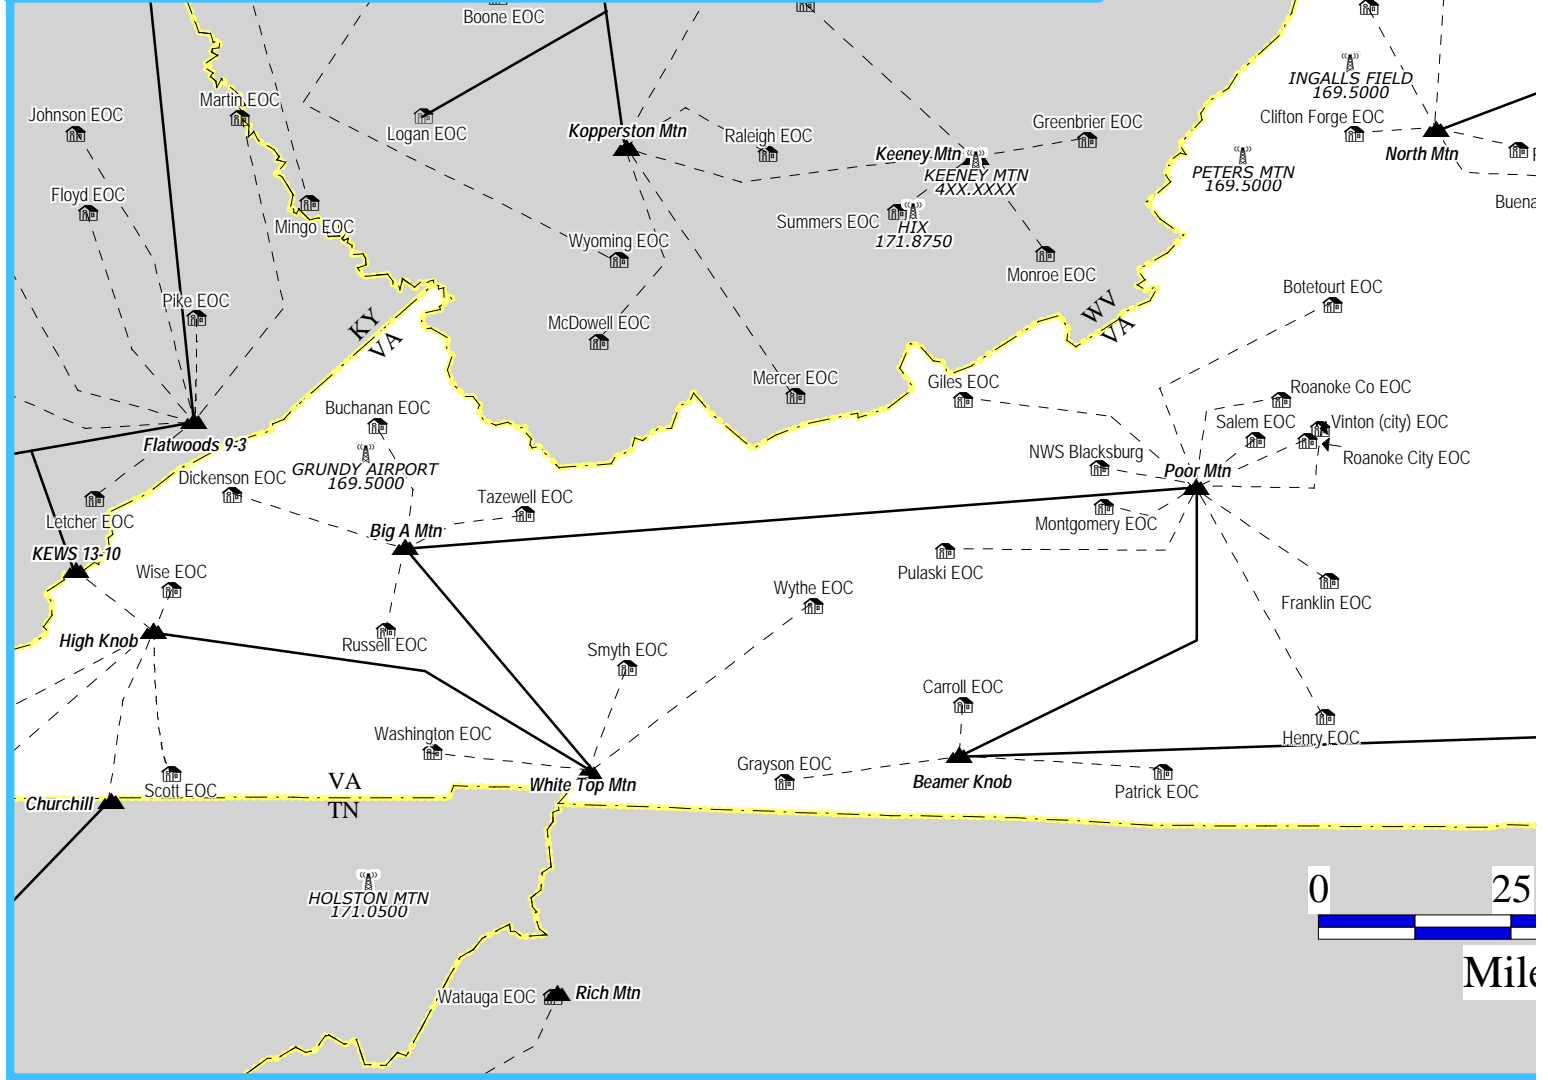 Boone EOC
INGALLS FIELD
169.5000
Martin EOC
Johnson EOC
Clifton Forge EOC
Logan EOC
Kopperston Mtn
Raleigh EOC
Greenbrier EOC
Keeney Mtn
KEENEY MTN
4XX.XXXX
PETERS MTN
169.5000
North Mtn
Floyd EOC
Mingo EOC
Summers EOC
HIX
171.8750
Buena
Wyoming EOC
Monroe EOC
Pike EOC
Botetourt EOC
KY
VA
WV
VA
McDowell EOC
Mercer EOC
Giles EOC
Roanoke Co EOC
Buchanan EOC
Salem EOC
Vinton (city) EOC
Flatwoods 9-3
GRUNDY AIRPORT
169.5000
NWS Blacksburg
Roanoke City EOC
Poor Mtn
Dickenson EOC
Tazewell EOC
Letcher EOC
Montgomery EOC
Big A Mtn
KEWS 13-10
Wise EOC
Pulaski EOC
Wythe EOC
Franklin EOC
High Knob
Russell EOC
Smyth EOC
Carroll EOC
Washington EOC
Henry EOC
Grayson EOC
Beamer Knob
Patrick EOC
Scott EOC
VA
White Top Mtn
Churchill
TN
HOLSTON MTN
171.0500
0
25
Mile
Watauga EOC
Rich Mtn